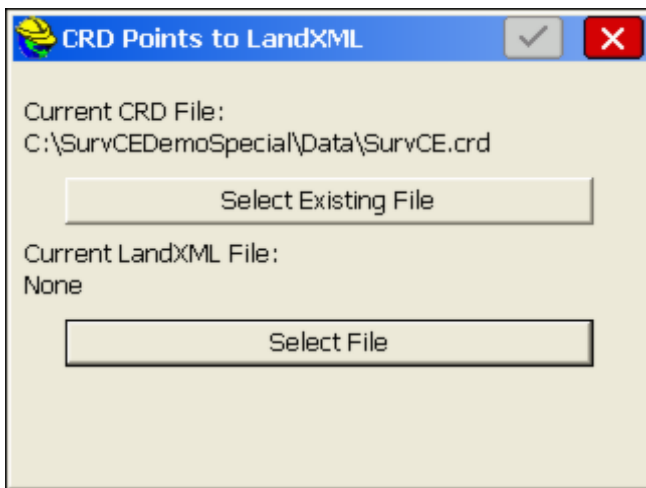 CRD Points to LandXML
Current CRD File:
C:\SurvCEDemoSpecial\Data\SurvCE.crd
Select Existing File
Current LandXML File:
None
Select File